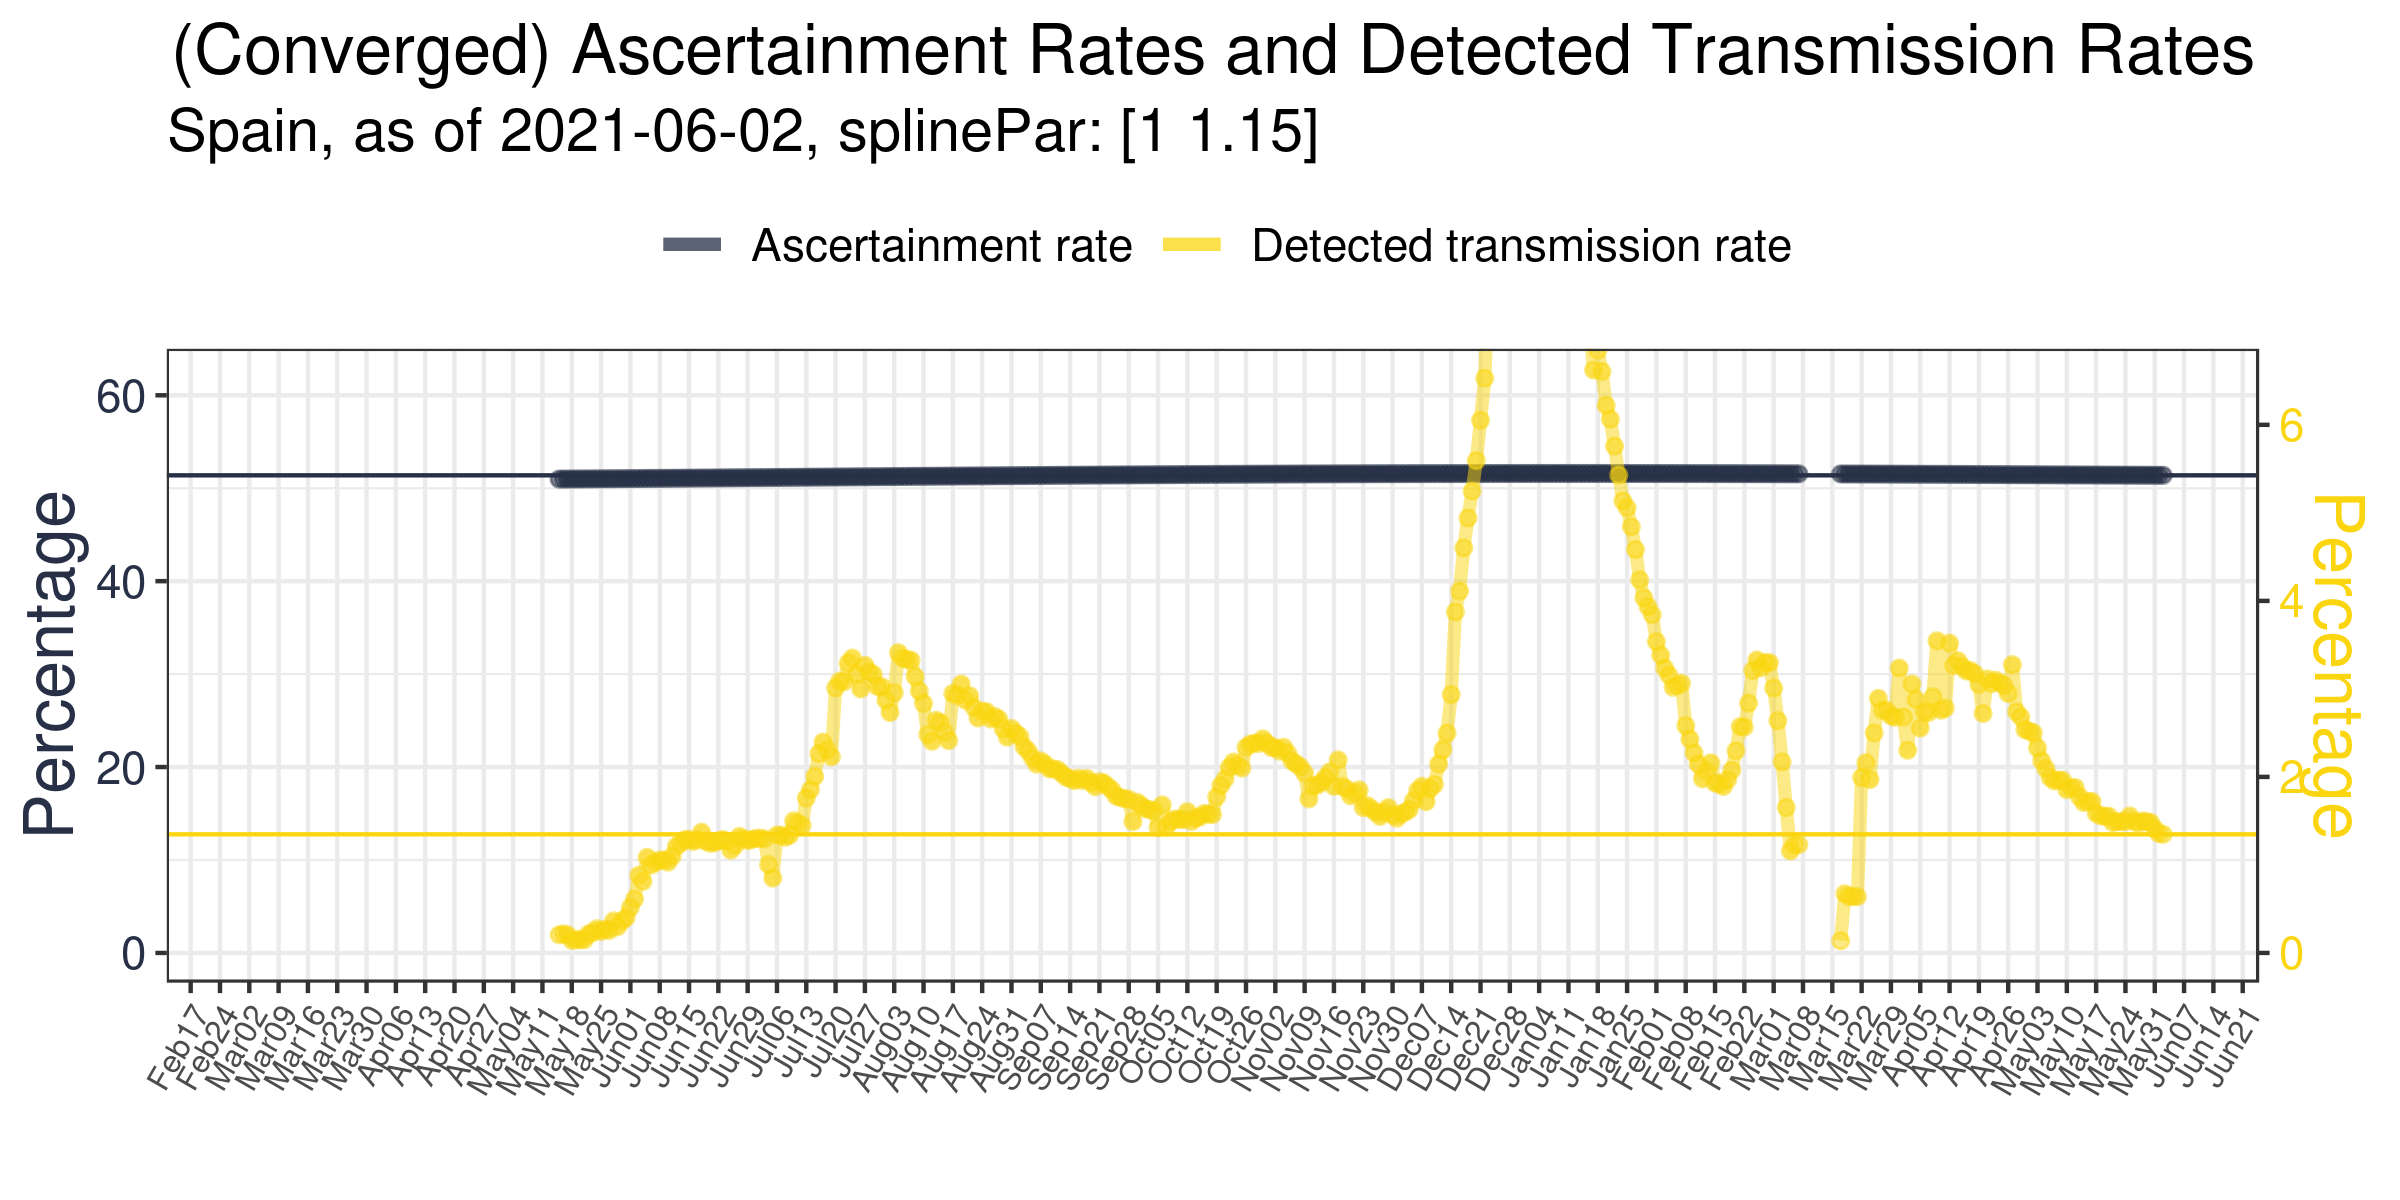 (Converged) Ascertainment Rates and Detected Transmission Rates
Spain, as of 2021-06-02, splinePar: [1 1.15]
Ascertainment rate
Detected transmission rate
Percentage
60
40
20
0
6
4
2
0
Percentage
Feb17
Feb24
Mar02
Mar09
Mar16
Mar23
Mar30
Apr06
Apr13
Apr20
Apr27
May04
May11
May18
May25
Jun01
Jun08
Jun15
Jun22
Jun29
Jul06
Jul13
Jul20
Jul27
Aug03
Aug10
Aug17
Aug24
Aug31
Sep07
Sep14
Sep21
Sep28
Oct05
Oct12
Oct19
Oct26
Nov02
Nov09
Nov16
Nov23
Nov30
Dec07
Dec14
Dec21
Dec28
Jan04
Jan11
Jan18
Jan25
Feb01
Feb08
Feb15
Feb22
Mar01
Mar08
Mar15
Mar22
Mar29
Apr05
Apr12
Apr19
Apr26
May03
May10
May17
May24
May31
Jun07
Jun14
Jun21